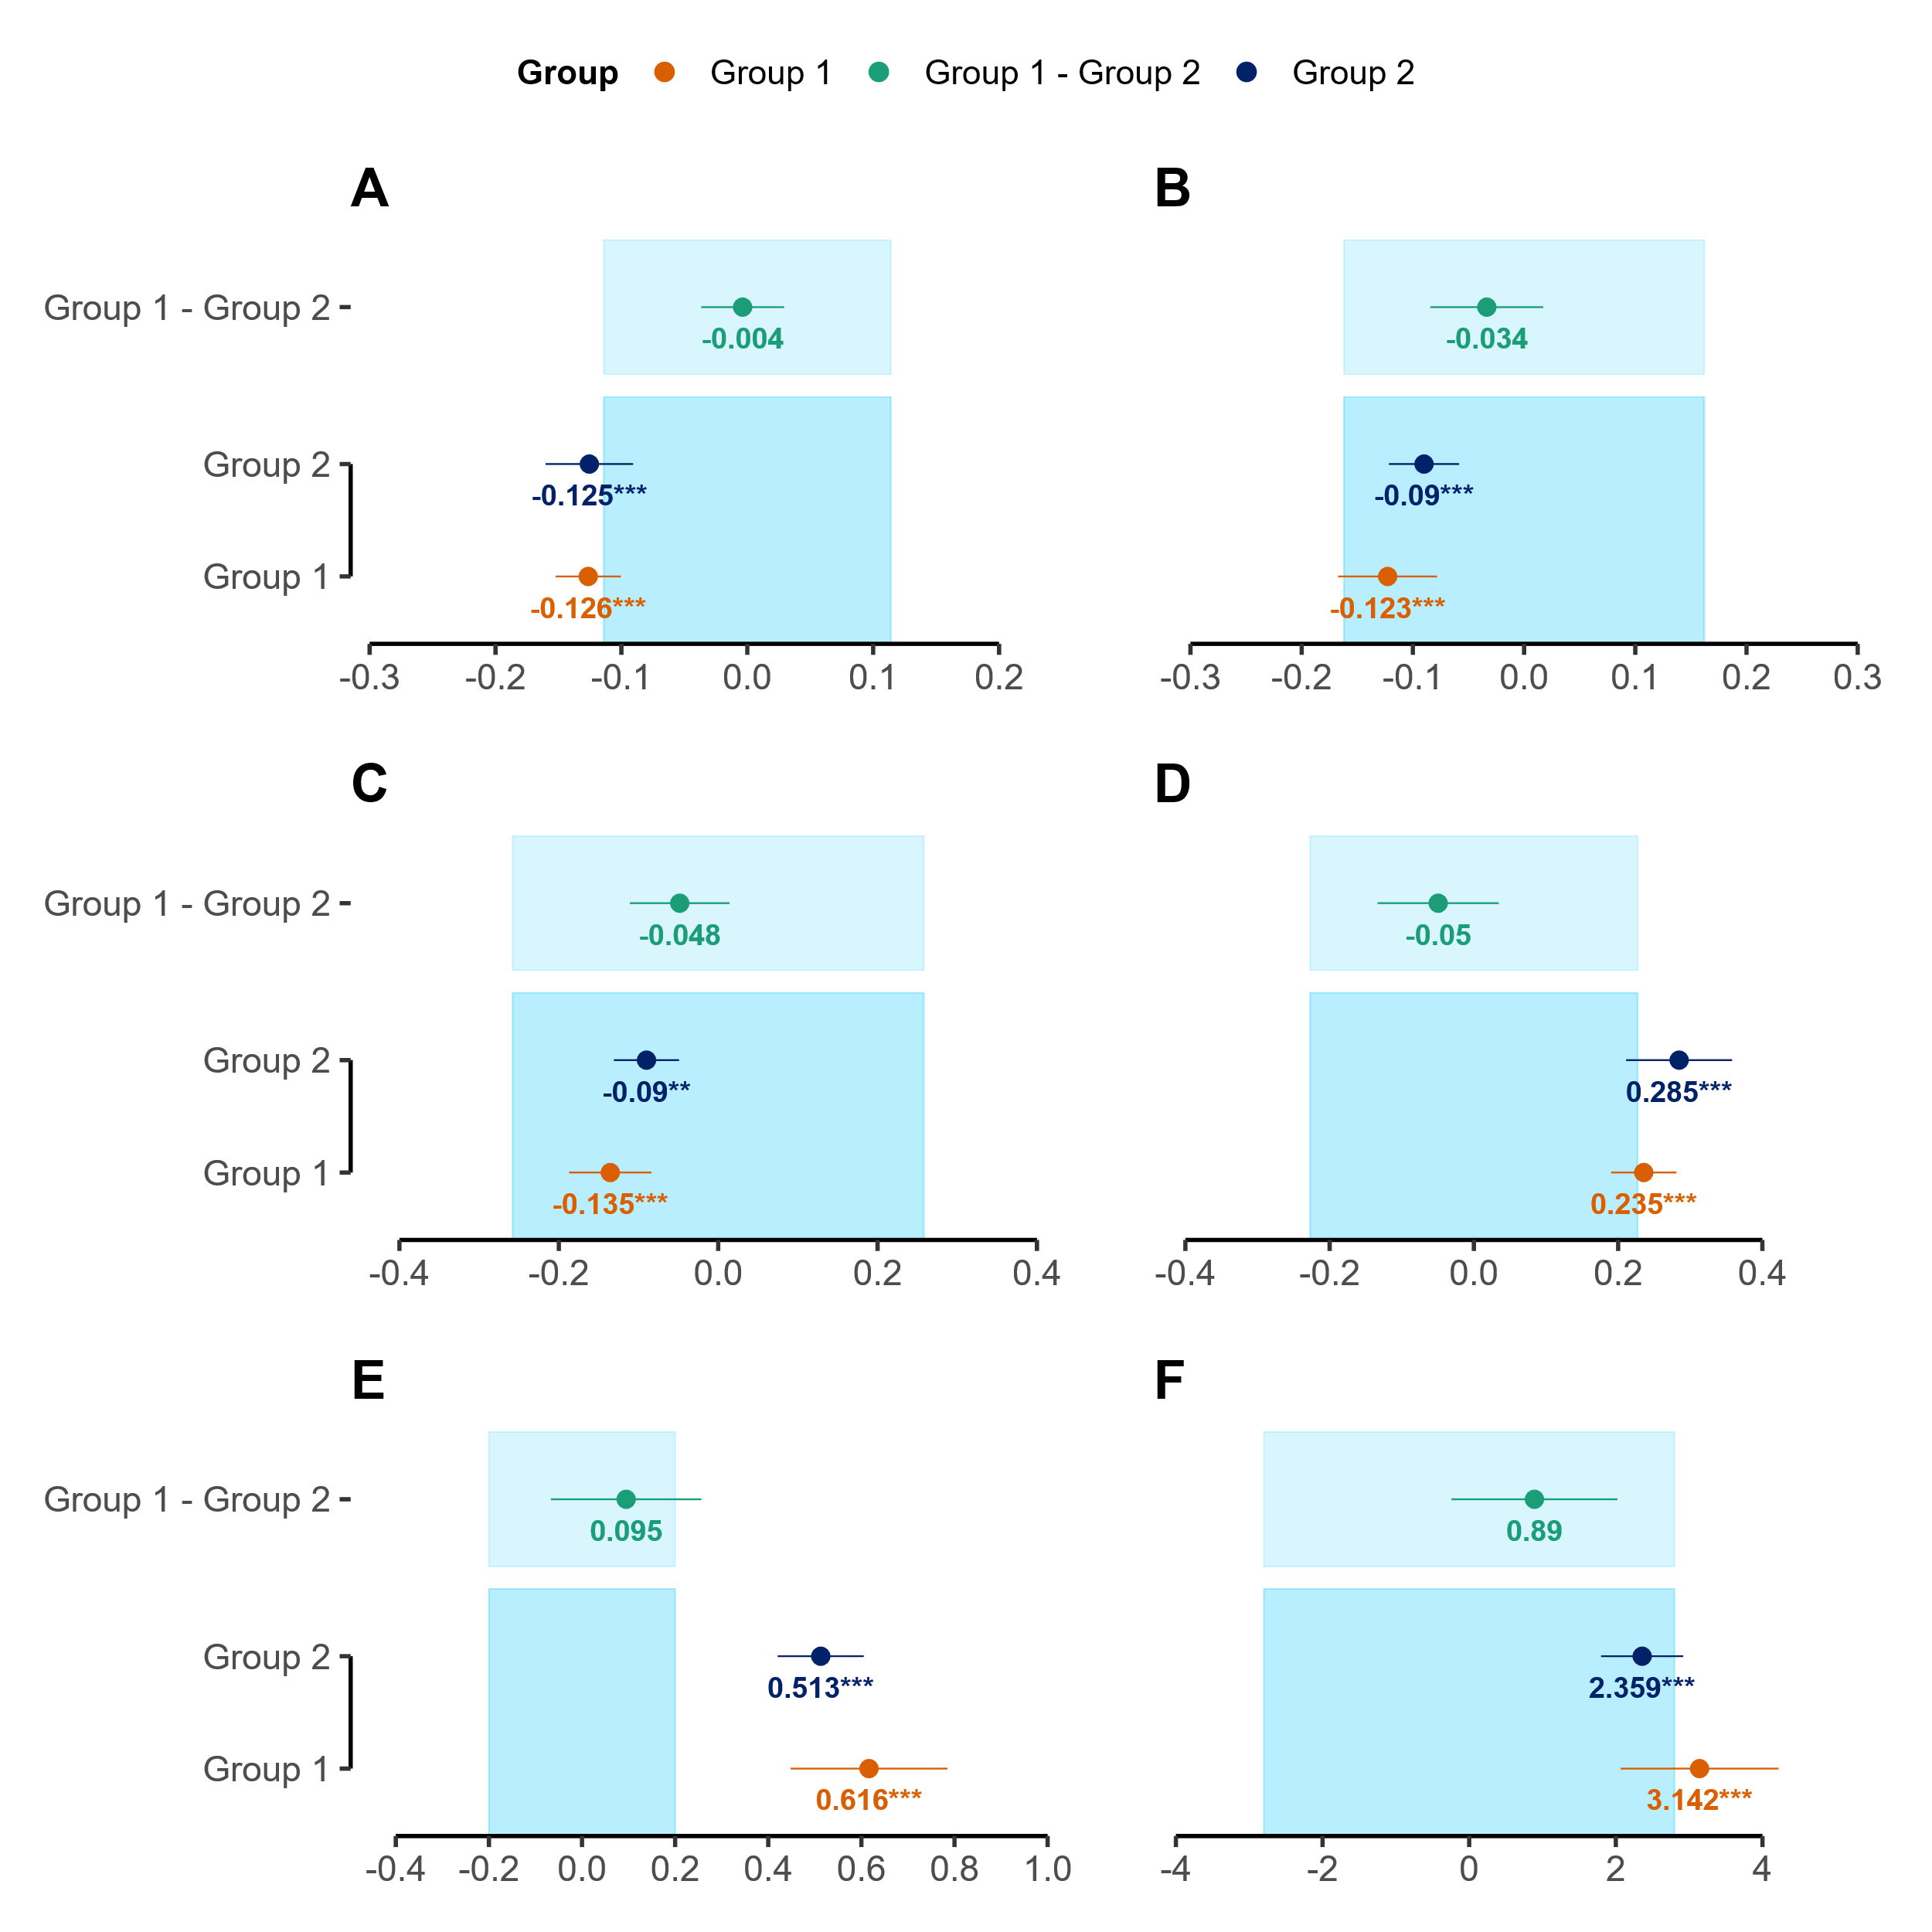 Group Group 1 Group 1 - Group 2 Group 2
A
Group 1 - Group 2
-0.004
Group 2
-0.125***
Group 1
-0.126***
-0.3 -0.2 -0.1 0.0 0.1 0.2
B
-0.034
-0.09***
-0.123***
-0.3 -0.2 -0.1 0.0 0.1 0.2 0.3
C
Group 1 - Group 2
-0.048
Group 2
-0.09**
Group 1
-0.135***
-0.4 -0.2 0.0 0.2 0.4
D
-0.05
0.285***
0.235***
-0.4 -0.2 0.0 0.2 0.4
E
Group 1 - Group 2
0.095
Group 2
0.513***
Group 1
0.616***
-0.4 -0.2 0.0 0.2 0.4 0.6 0.8 1.0
F
0.89
2.359***
3.142***
-4 -2 0 2 4